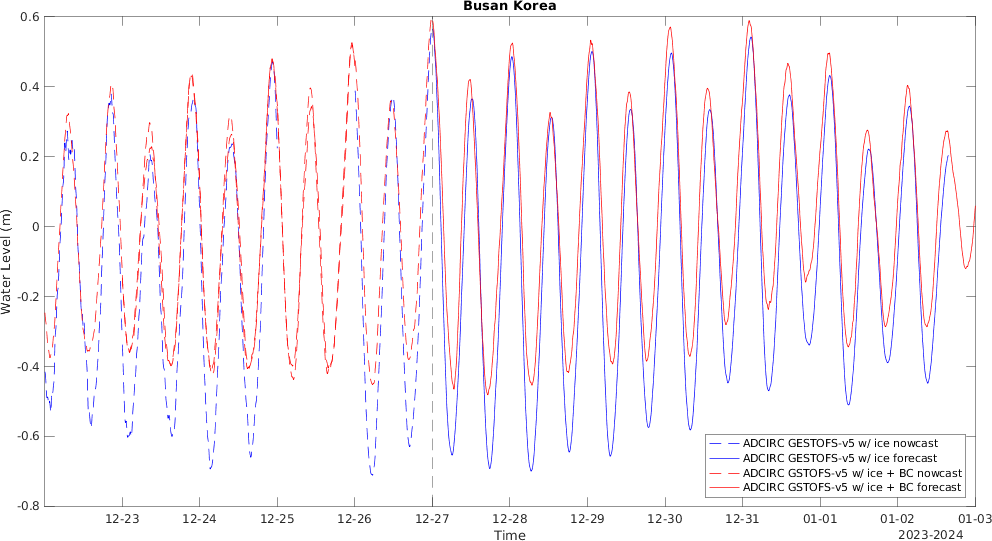 Busan Korea
0.6
0.4
0.2
0
-0.2
-0.4
-0.6
-0.8
Water Level (m)
ADCIRC GESTOFS-v5 w/ ice nowcast
ADCIRC GESTOFS-v5 w/ ice forecast
ADCIRC GSTOFS-v5 w/ ice + BC nowcast
ADCIRC GSTOFS-v5 w/ ice + BC forecast
12-23 12-24 12-25 12-26 12-27 12-28 12-29 12-30 12-31 01-01 01-02 01-03
Time
2023-2024